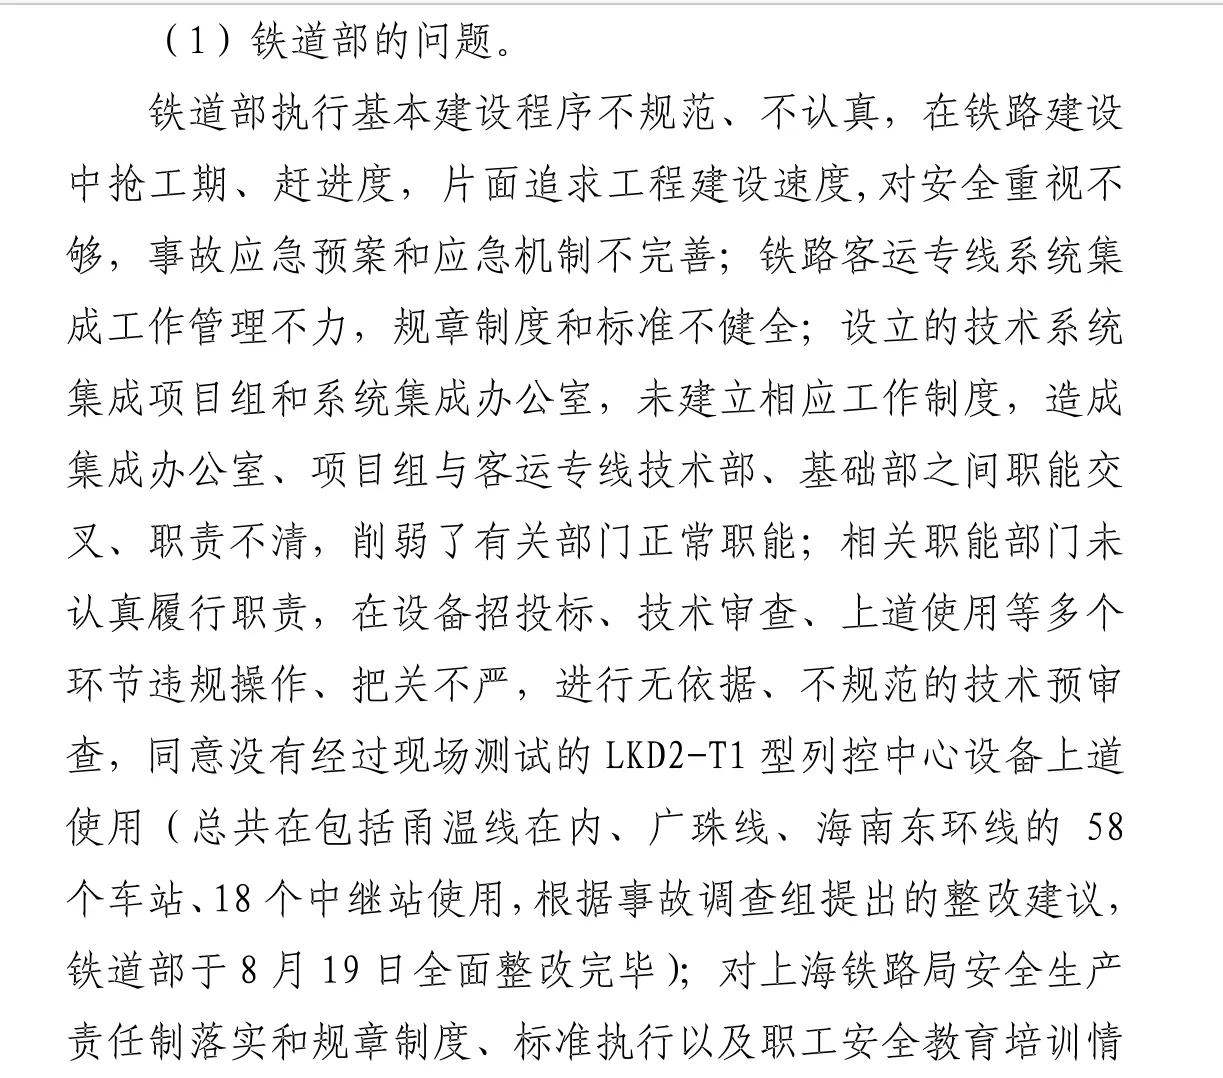 （1）铁道部的问题。
铁道部执行基本建设程序不规范、不认真，在铁路建设
中抢工期、赶进度，片面追求工程建设速度,对安全重视不
够，事故应急预案和应急机制不完善；铁路客运专线系统集
成工作管理不力，规章制度和标准不健全；设立的技术系统
集成项目组和系统集成办公室，未建立相应工作制度，造成
集成办公室、项目组与客运专线技术部、基础部之间职能交
叉、职责不清，削弱了有关部门正常职能；相关职能部门未
认真履行职责，在设备招投标、技术审查、上道使用等多个
环节违规操作、把关不严，进行无依据、不规范的技术预审
查，同意没有经过现场测试的 LKD2-T1 型列控中心设备上道
使用（总共在包括甬温线在内、广珠线、海南东环线的 58
个车站、18 个中继站使用，根据事故调查组提出的整改建议，
铁道部于 8 月 19 日全面整改完毕）；对上海铁路局安全生产
责任制落实和规章制度、标准执行以及职工安全教育培训情